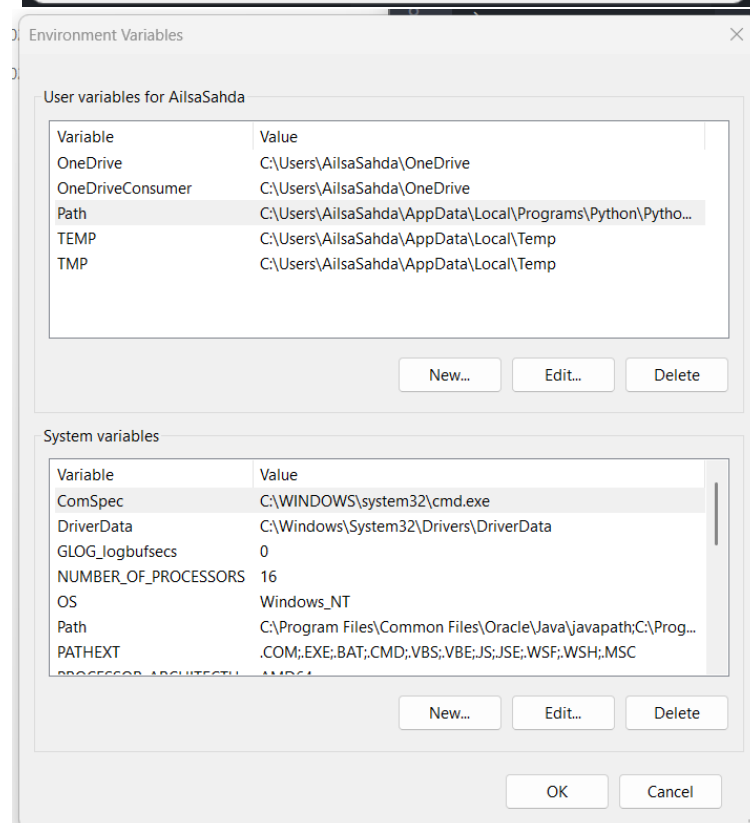 Environment Variables
User variables for AilsaSahda
Variable Value
OneDrive C:\Users\AilsaSahda\OneDrive
OneDriveConsumer C:\Users\AilsaSahda\OneDrive
Path C:\Users\AilsaSahda\AppData\Local\Programs\Python\Pytho...
TEMP C:\Users\AilsaSahda\AppData\Local\Temp
TMP C:\Users\AilsaSahda\AppData\Local\Temp
New... Edit... Delete
System variables
Variable Value
ComSpec C:\WINDOWS\system32\cmd.exe
DriverData C:\Windows\System32\Drivers\DriverData
GLOG_logbufsecs 0
NUMBER_OF_PROCESSORS 16
OS Windows_NT
Path C:\Program Files\Common Files\Oracle\Java\javapath;C:\Prog...
PATHEXT .COM;.EXE;.BAT;.CMD;.VBS;.VBE;.JS;.JSE;.WSF;.WSH;.MSC
New... Edit... Delete
OK Cancel